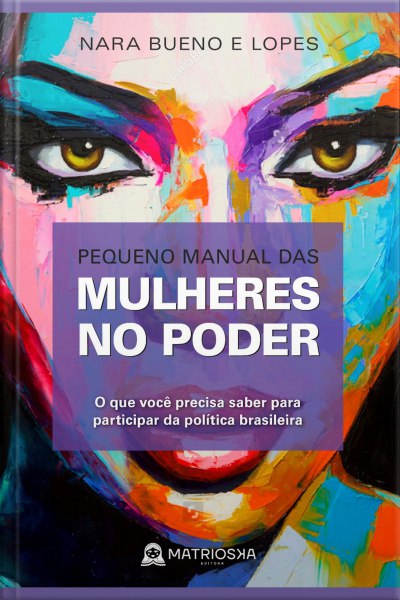 NARA BUENO E LOPES
PEQUENO MANUAL DAS
MULHERES
NO PODER
O que você precisa saber para
participar da política brasileira
MATRIOSKA
EDITORA